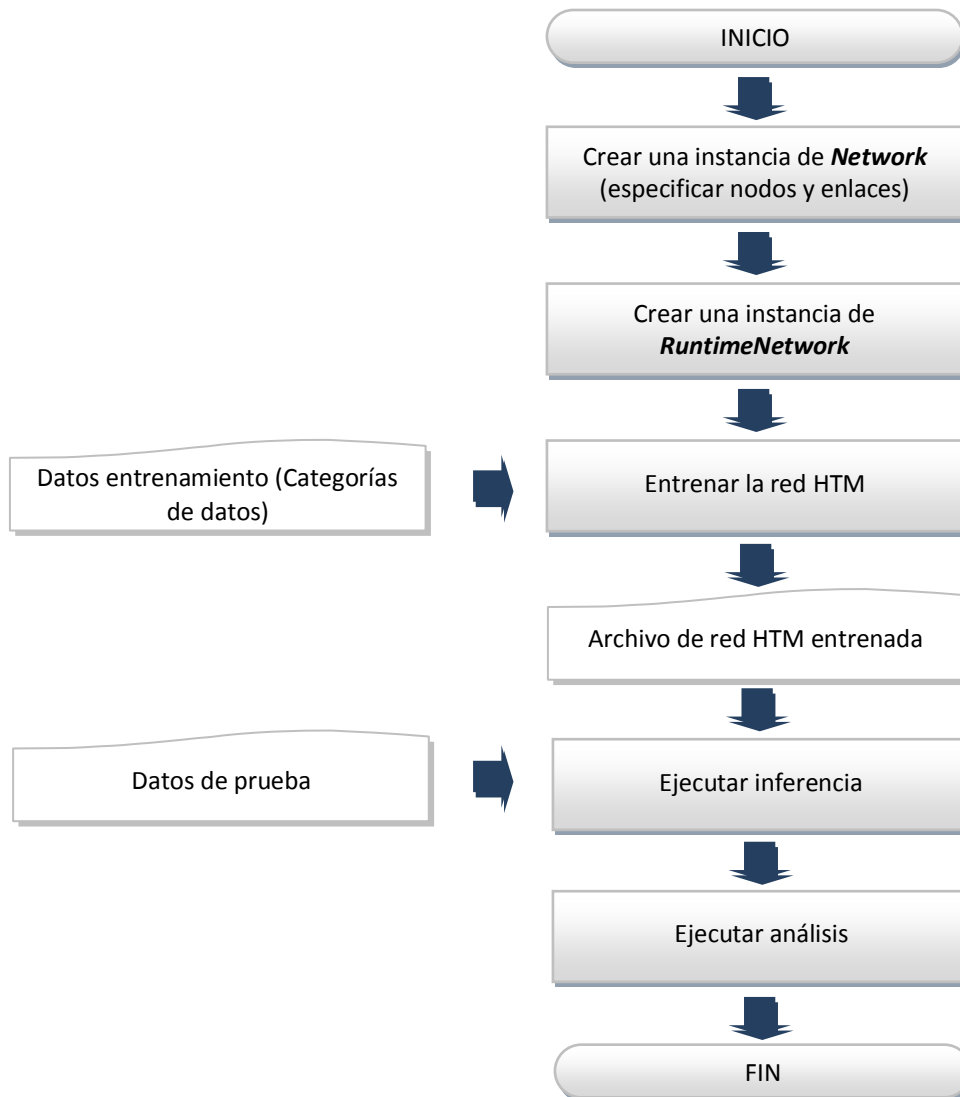 INICIO
Crear una instancia de Network
(especificar nodos y enlaces)
Crear una instancia de
RuntimeNetwork
Datos entrenamiento (Categorías
de datos)
Entrenar la red HTM
Archivo de red HTM entrenada
Datos de prueba
Ejecutar inferencia
Ejecutar análisis
FIN